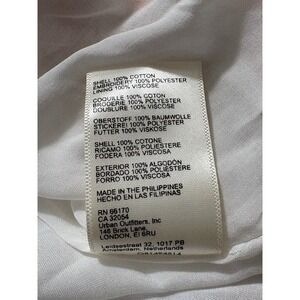 SHELL 100% COTTON
EMBROIDERY 100% POLYESTER
LINING 100% VISCOSE
COQUILLE 100% COTON
BRODERIE 100% POLYESTER
DOUBLURE 100% VISCOSE
OBERSTOFF 100% BAUMWOLLE
STICKEREI 100% POLYESTER
FUTTER 100% VISKOSE
SHELL 100% COTONE
RICAMO 100% POLIESTERE
FODERA 100% VISCOSA
EXTERIOR 100% ALGODÓN
BORDADO 100% POLIÉSTER
FORRO 100% VISCOSA
MADE IN THE PHILIPPINES
HECHO EN LAS FILIPINAS
RN 66170
CA 32054
Urban Outfitters, Inc
146 Brick Lane,
LONDON, E1 6RU
Leidsestraat 32, 1017 PB
Amsterdam, Netherlands